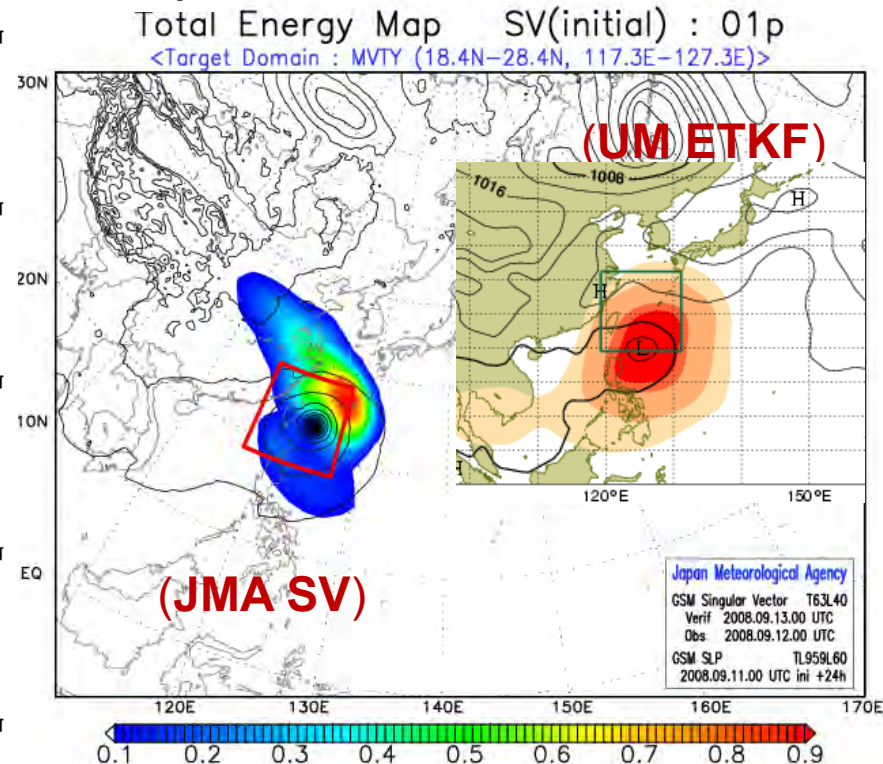 Total Energy Map SV(initial) : 01p
<Target Domain : MVTY (18.4N-28.4N, 117.3E-127.3E)>
30N
(UM ETKF)
1016
1008
H
20N
H
L
10N
120°E 150°E
EQ
(JMA SV)
Japan Meteorological Agency
GSM Singular Vector T63L40
Verif 2008.09.13.00 UTC
Obs 2008.09.12.00 UTC
GSM SLP TL959L60
2008.09.11.00 UTC ini +24h
120E 130E 140E 150E 160E 170E
0.1 0.2 0.3 0.4 0.5 0.6 0.7 0.8 0.9